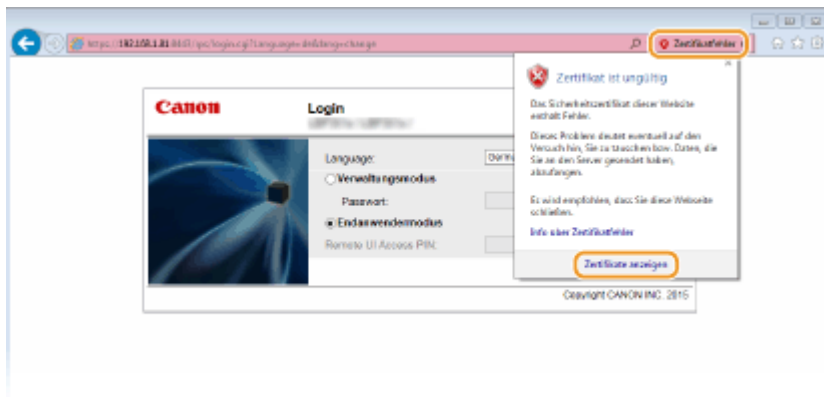 Zertifikatfehler
Zertifikat ist ungültig
Das Sicherheitszertifikat dieser Website
enthält Fehler.
Dieses Problem deutet eventuell auf den
Versuch hin, Sie zu täuschen bzw. Daten, die
Sie an den Server gesendet haben,
abzufangen.
Es wird empfohlen, dass Sie diese Webseite
schließen.
Info über Zertifikatfehler
Zertifikate anzeigen
Canon
Login
Language:
Verwaltungsmodus
Passwort:
Endanwendermodus
Remote UI Access PIN:
Copyright CANON INC. 2015